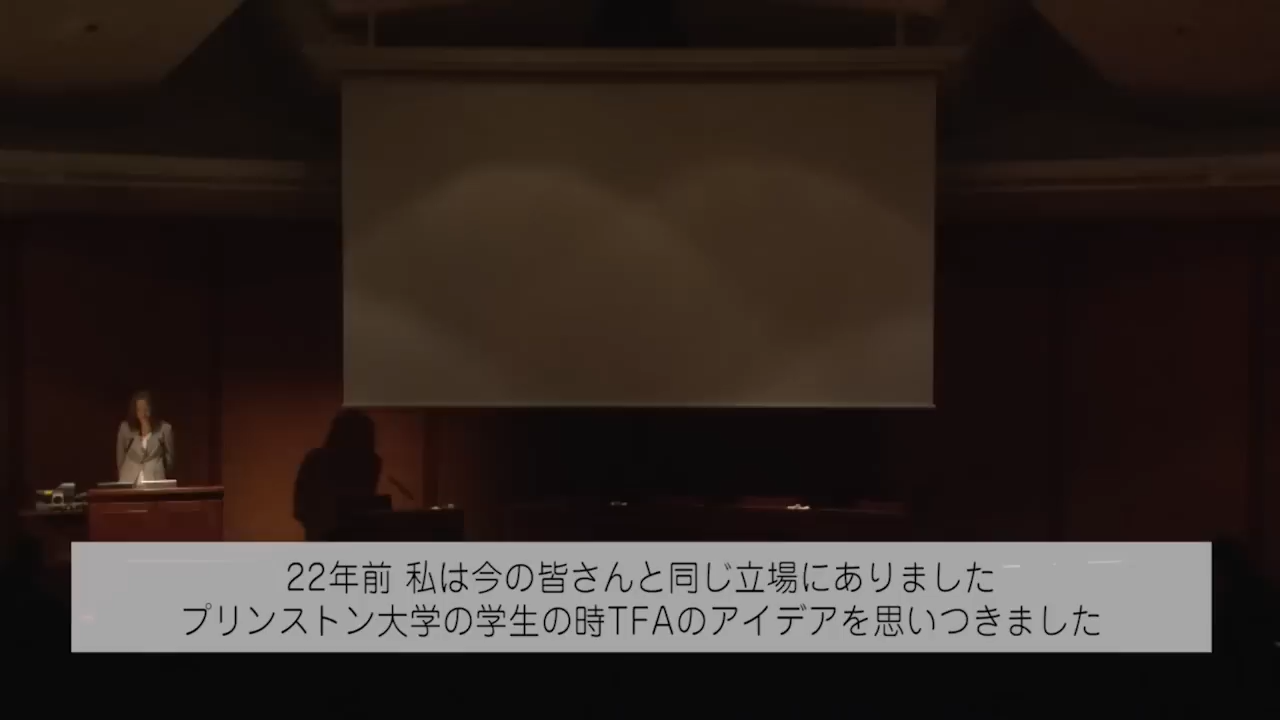 22年前 私は今の皆さんと同じ立場にありました
プリンストン大学の学生の時TFAのアイデアを思いつきました